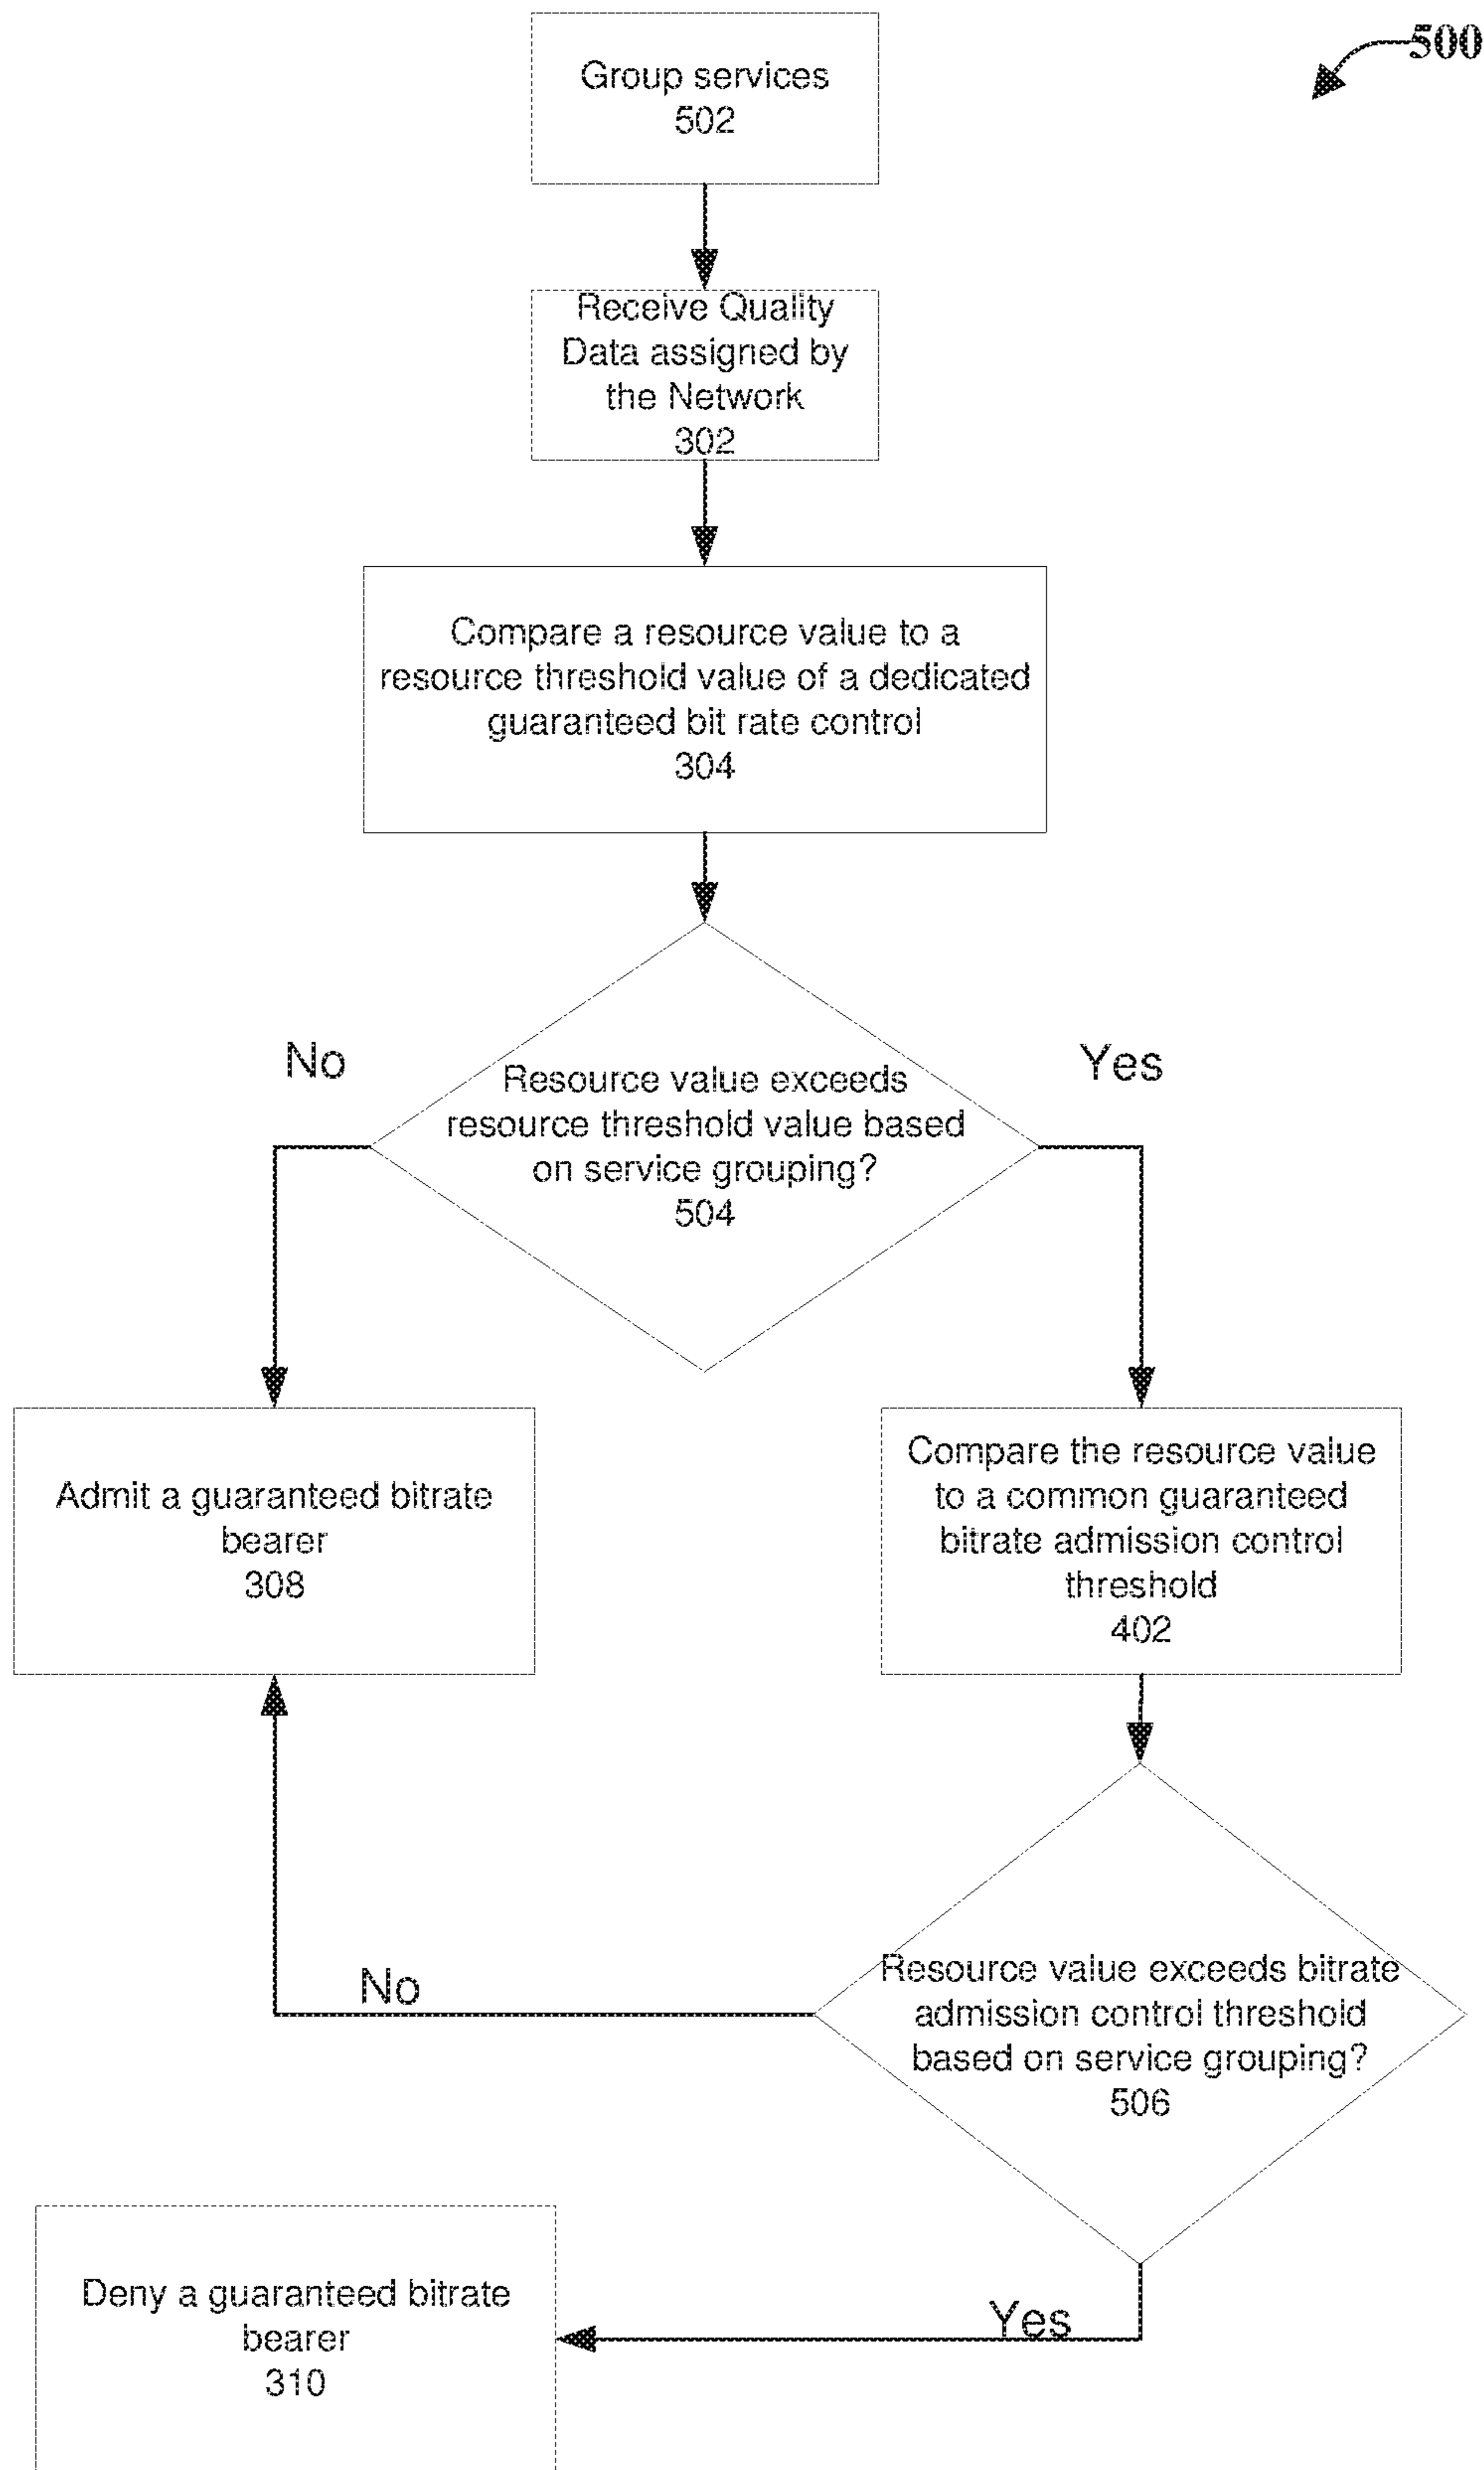 500
Group services
502
Receive Quality
Data assigned by
the Network
302
Compare a resource value to a
resource threshold value of a dedicated
guaranteed bit rate control
304
No
Yes
Resource value exceeds
resource threshold value based
on service grouping?
504
Admit a guaranteed bitrate
bearer
308
Compare the resource value
to a common guaranteed
bitrate admission control
threshold
402
No
Resource value exceeds bitrate
admission control threshold
based on service grouping?
506
Deny a guaranteed bitrate
bearer
310
Yes